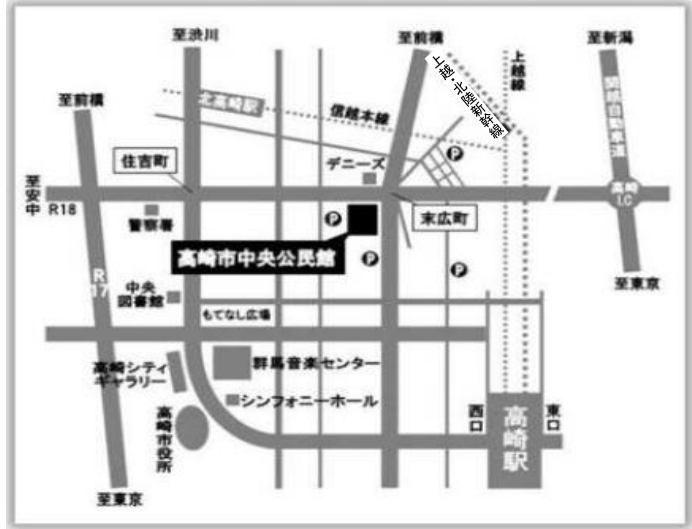 至渋川
至前橋
上越線
至新潟
上越・北陸新幹線
至前橋
北高崎駅
信越本線
関越自動車道
住吉町
デニーズ
P
至安中
R18
高崎I.C
警察署
P
末広町
高崎市中央公民館
P
P
R17
中央図書館
至東京
もてなし広場
高崎シティ
ギャラリー
群馬音楽センター
シンフォニーホール
高崎市役所
西口
高崎駅
東口
至東京